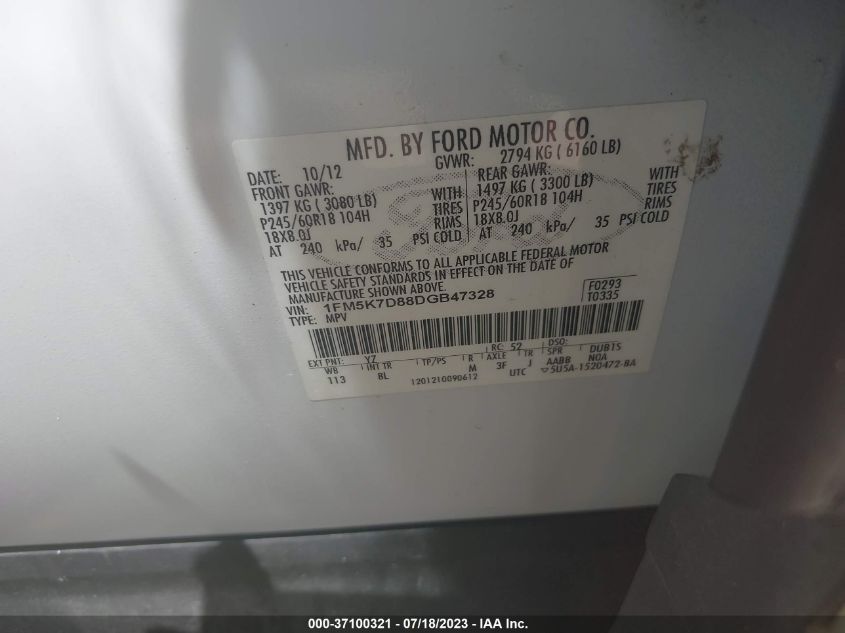 MFD. BY FORD MOTOR CO.
DATE: 10/12 GVWR: 2794 KG ( 6160 LB)
FRONT GAWR: REAR GAWR:
1397 KG ( 3080 LB) WITH 1497 KG ( 3300 LB) WITH
P245/60R18 104H TIRES P245/60R18 104H TIRES
18X8.0J RIMS 18X8.0J RIMS
AT 240 kPa/ 35 PSI COLD AT 240 kPa/ 35 PSI COLD
THIS VEHICLE CONFORMS TO ALL APPLICABLE FEDERAL MOTOR
VEHICLE SAFETY STANDARDS IN EFFECT ON THE DATE OF
MANUFACTURE SHOWN ABOVE.
VIN: 1FM5K7D88DGB47328 F0293
TYPE: MPV T0335
EXT PNT: YZ RC: 52 DSO:
WB INT TR TP/PS R AXLE TR SPR DUB1S
113 BL M 3F J AABB NOA
1201210090612 UTC ▽5U5A-1520472-BA
Ford
000-37100321 - 07/18/2023 - IAA Inc.